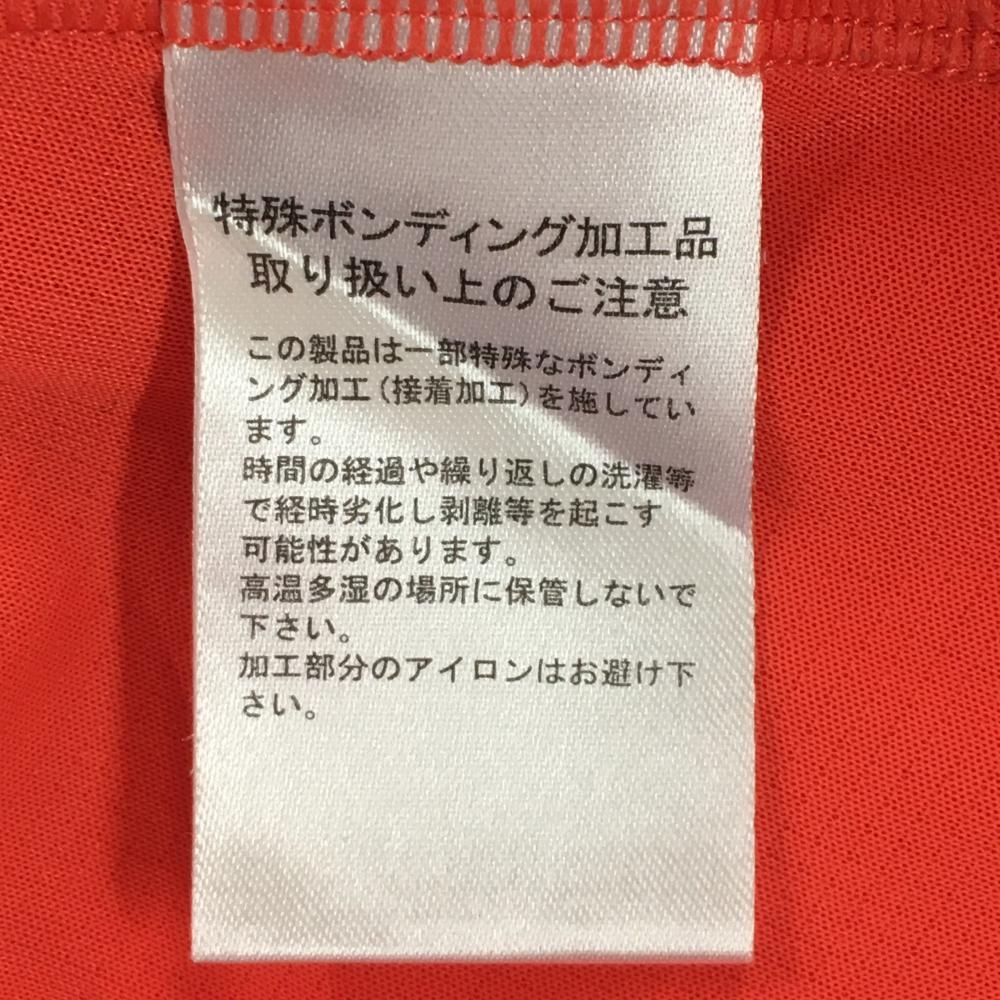 特殊ボンディング加工品
取り扱い上のご注意
この製品は一部特殊なボンディ
ング加工(接着加工)を施してい
ます。
時間の経過や繰り返しの洗濯等
で経時劣化し剥離等を起こす
可能性があります。
高温多湿の場所に保管しないで
下さい。
加工部分のアイロンはお避け下
さい。